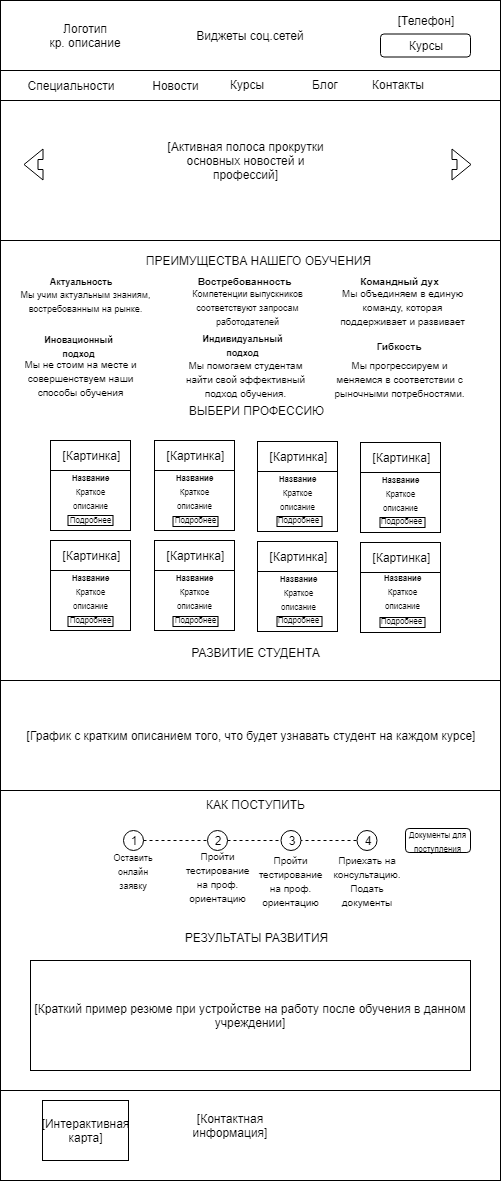 Логотип
кр. описание
Виджеты соц.сетей
[Телефон]
Курсы
Специальности
Новости
Курсы
Блог
Контакты
[Активная полоса прокрутки
основных новостей и
профессий]
ПРЕИМУЩЕСТВА НАШЕГО ОБУЧЕНИЯ
Актуальность
Мы учим актуальным знаниям,
востребованным на рынке.
Востребованность
Компетенции выпускников
соответствуют запросам
работодателей
Командный дух
Мы объединяем в единую
команду, которая
поддерживает и развивает
Иновационный
подход
Мы не стоим на месте и
совершенствуем наши
способы обучения
Индивидуальный
подход
Мы помогаем студентам
найти свой эффективный
подход обучения.
Гибкость
Мы прогрессируем и
меняемся в соответствии с
рыночными потребностями.
ВЫБЕРИ ПРОФЕССИЮ
[Картинка]
Название
Краткое
описание
Подробнее
[Картинка]
Название
Краткое
описание
Подробнее
[Картинка]
Название
Краткое
описание
Подробнее
[Картинка]
Название
Краткое
описание
Подробнее
[Картинка]
Название
Краткое
описание
Подробнее
[Картинка]
Название
Краткое
описание
Подробнее
[Картинка]
Название
Краткое
описание
Подробнее
[Картинка]
Название
Краткое
описание
Подробнее
РАЗВИТИЕ СТУДЕНТА
[График с кратким описанием того, что будет узнавать студент на каждом курсе]
КАК ПОСТУПИТЬ
1
Оставить
онлайн
заявку
2
Пройти
тестирование
на проф.
ориентацию
3
Пройти
тестирование
на проф.
ориентацию
4
Приехать на
консультацию.
Подать
документы
Документы для
поступления
РЕЗУЛЬТАТЫ РАЗВИТИЯ
[Краткий пример резюме при устройстве на работу после обучения в данном
учреждении]
[Интерактивная
карта]
[Контактная
информация]